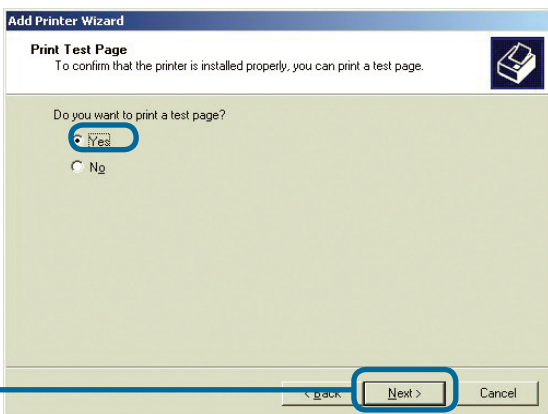 Add Printer Wizard
Print Test Page
To confirm that the printer is installed properly, you can print a test page.
Do you want to print a test page?
Yes
No
< Back Next > Cancel